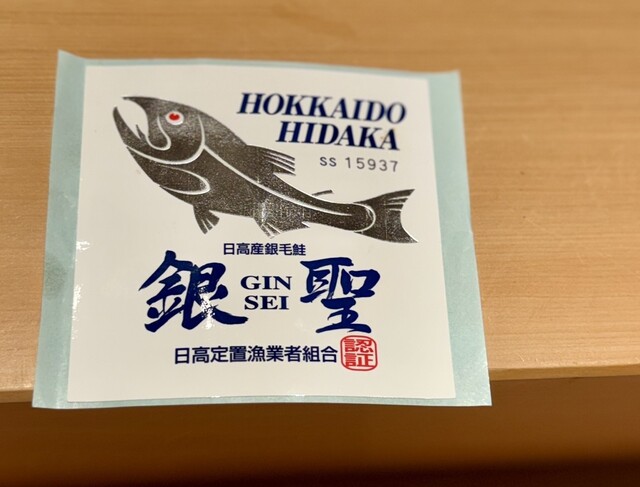 HOKKAIDO
HIDAKA
SS 15937
日高産銀毛鮭
銀 GIN SEI 聖
日高定置漁業者組合 認証